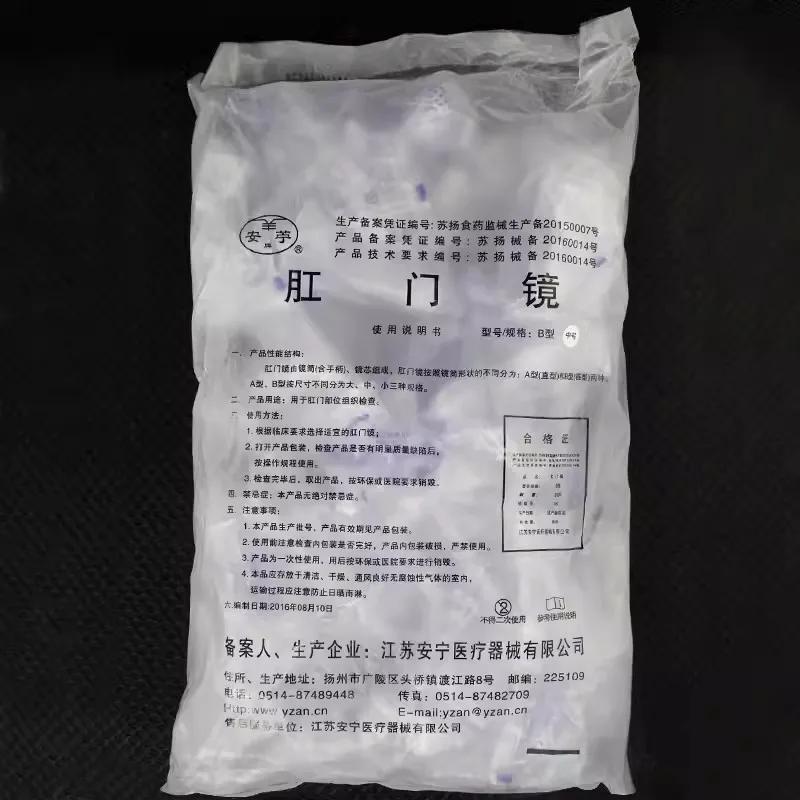 安芋
牌
®
生产备案凭证编号: 苏扬食药监械生产备20150007号
产品备案凭证编号: 苏扬械备20160014号
产品技术要求编号: 苏扬械备20160014号
肛门镜
使用说明书 型号/规格: B型 中号
一、产品性能结构:
肛门镜由镜筒(含手柄)、镜芯组成。肛门镜按照镜筒形状的不同分为: A型(直型)和B型(喇型)两种。
A型、B型按尺寸不同分为大、中、小三种规格。
二、产品用途: 用于肛门部位组织检查。
三、使用方法:
1.根据临床要求选择适宜的肛门镜;
2.打开产品包装, 检查产品是否有明显质量缺陷后,
按操作规程使用。
3.检查完毕后, 取出产品, 按环保或医院要求销毁。
四、禁忌症: 本产品无绝对禁忌症。
五、注意事项:
1.本产品生产批号, 产品有效期见产品包装。
2.使用前注意检查内包装是否完好, 产品内包装破损, 严禁使用。
3.产品为一次性使用, 用后按环保或医院要求进行销毁。
4.本品应存放于清洁、干燥、通风良好无腐蚀性气体的室内,
运输过程应注意防止日晒雨淋。
六.编制日期:2016年08月10日
合格证
江苏安宁医疗器械有限公司
不得二次使用
参考使用说明
备案人、生产企业: 江苏安宁医疗器械有限公司
住所、生产地址: 扬州市广陵区头桥镇渡江路8号 邮编: 225109
电话: 0514-87489448 传真: 0514-87482709
Http:www.yzan.cn E-mail:yzan@yzan.cn
售后服务单位: 江苏安宁医疗器械有限公司